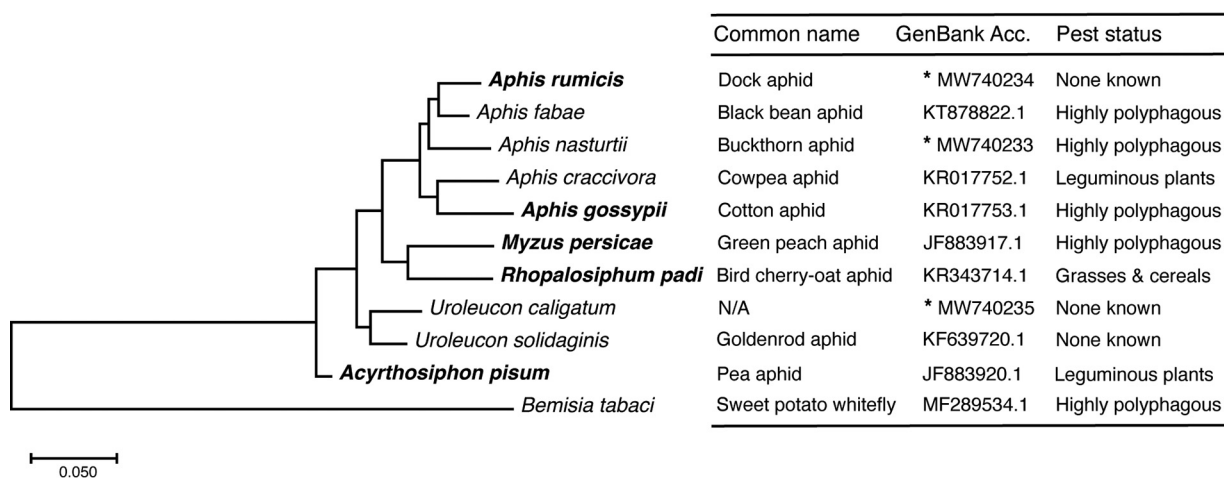 Common name GenBank Acc. Pest status
Aphis rumicis Dock aphid * MW740234 None known
Aphis fabae Black bean aphid KT878822.1 Highly polyphagous
Aphis nasturtii Buckthorn aphid * MW740233 Highly polyphagous
Aphis craccivora Cowpea aphid KR017752.1 Leguminous plants
Aphis gossypii Cotton aphid KR017753.1 Highly polyphagous
Myzus persicae Green peach aphid JF883917.1 Highly polyphagous
Rhopalosiphum padi Bird cherry-oat aphid KR343714.1 Grasses & cereals
Uroleucon caligatum N/A * MW740235 None known
Uroleucon solidaginis Goldenrod aphid KF639720.1 None known
Acyrthosiphon pisum Pea aphid JF883920.1 Leguminous plants
Bemisia tabaci Sweet potato whitefly MF289534.1 Highly polyphagous
0.050